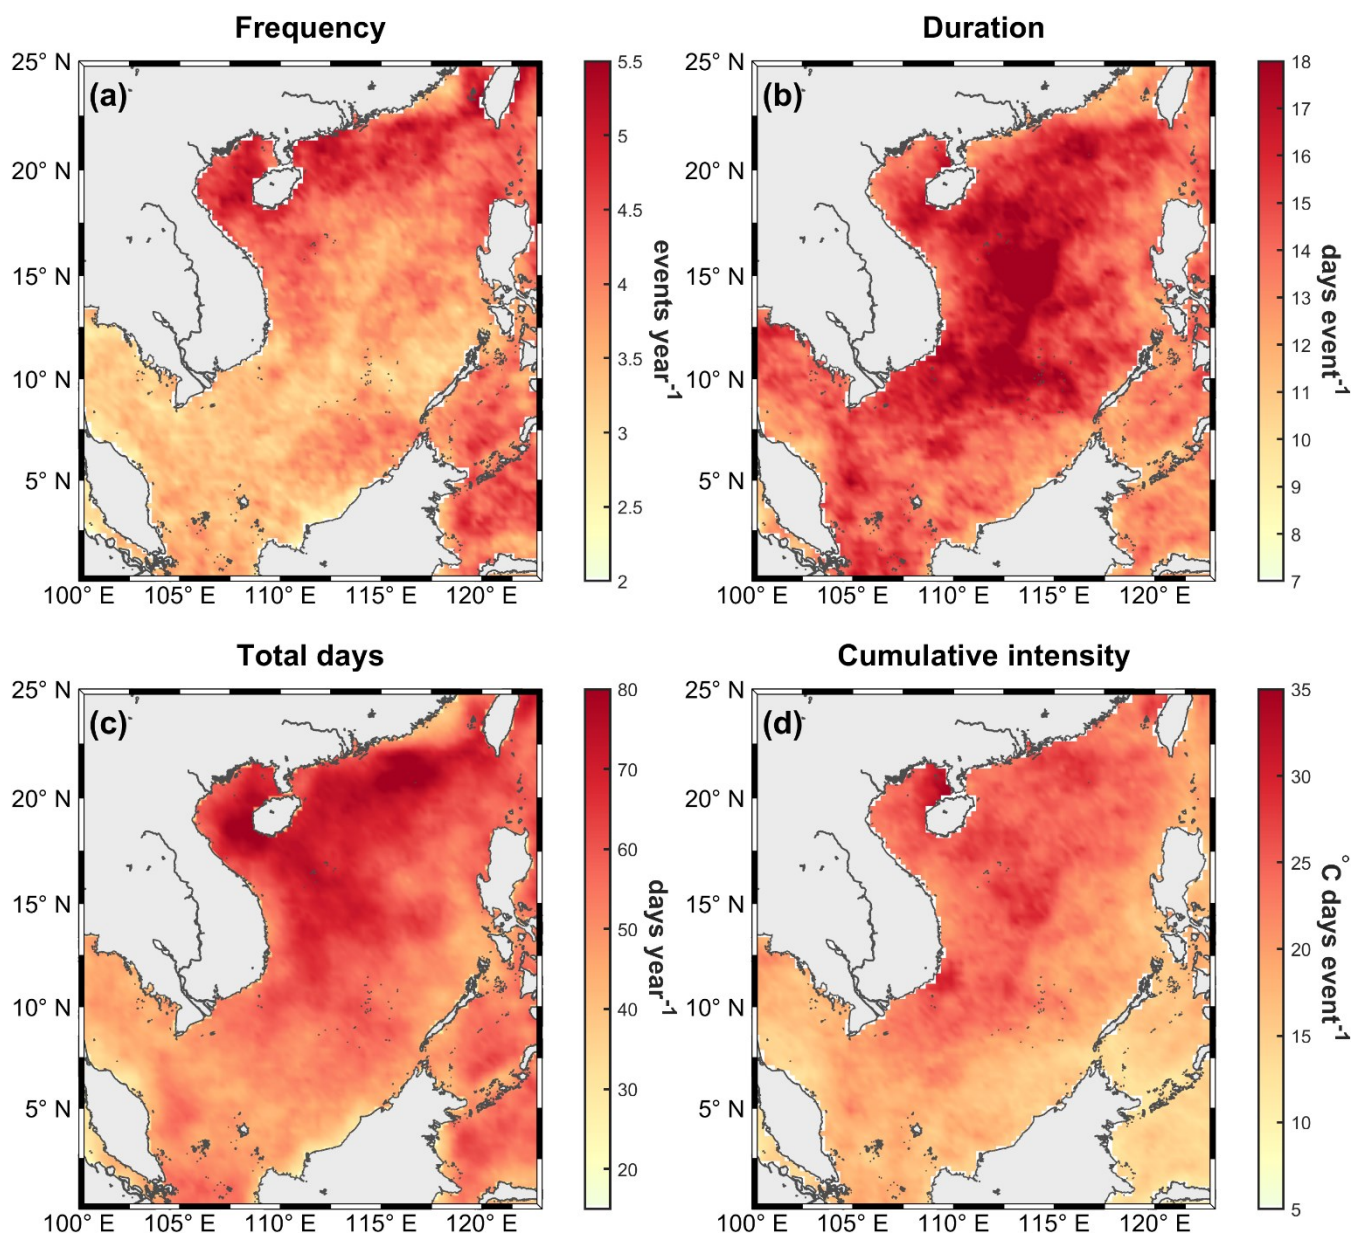 Frequency
Duration
(a)
25° N
20° N
15° N
10° N
5° N
100° E
105° E
110° E
115° E
120° E
5.5
5
4.5
4
3.5
3
2.5
2
events year-1
(b)
25° N
20° N
15° N
10° N
5° N
100° E
105° E
110° E
115° E
120° E
18
17
16
15
14
13
12
11
10
9
8
7
days event-1
Total days
Cumulative intensity
(c)
25° N
20° N
15° N
10° N
5° N
100° E
105° E
110° E
115° E
120° E
80
70
60
50
40
30
20
days year-1
(d)
25° N
20° N
15° N
10° N
5° N
100° E
105° E
110° E
115° E
120° E
35
30
25
20
15
10
5
°C days event-1